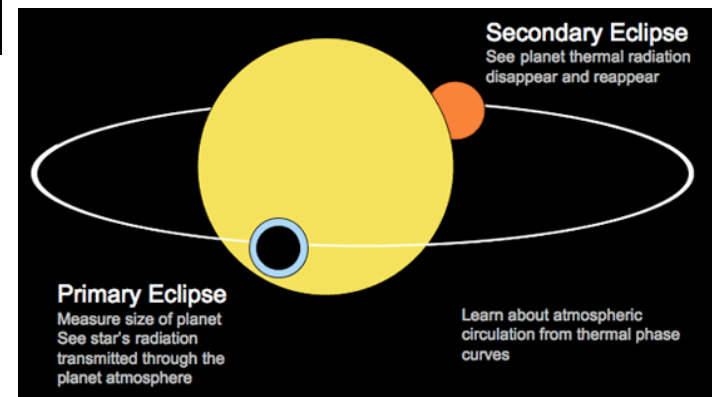 Secondary Eclipse
See planet thermal radiation
disappear and reappear
Primary Eclipse
Measure size of planet
See star's radiation
transmitted through the
planet atmosphere
Learn about atmospheric
circulation from thermal phase
curves